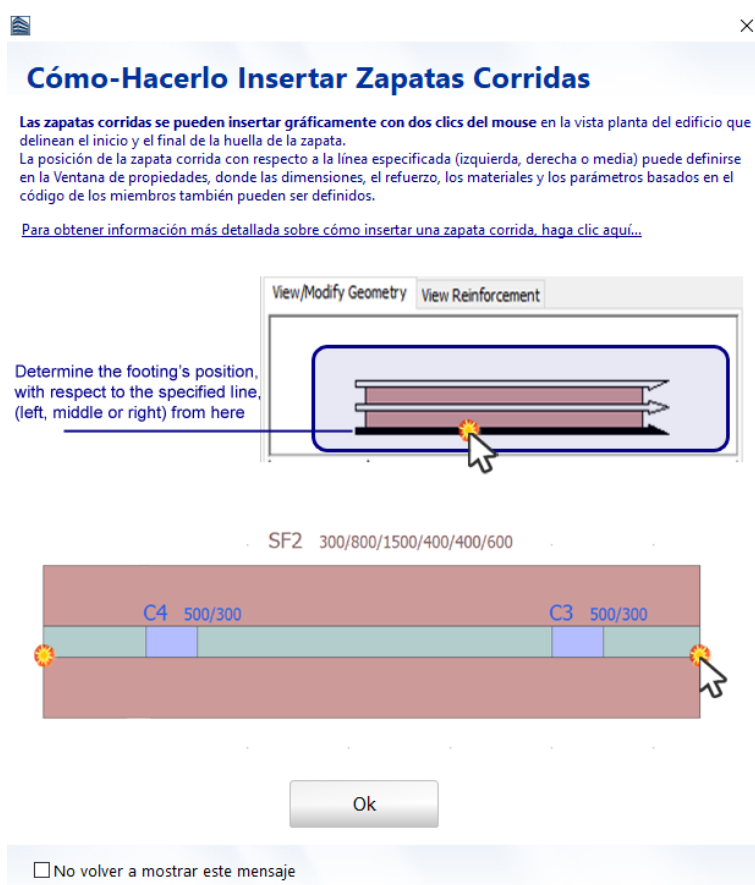 Cómo-Hacerlo Insertar Zapatas Corridas
Las zapatas corridas se pueden insertar gráficamente con dos clics del mouse en la vista planta del edificio que
delinean el inicio y el final de la huella de la zapata.
La posición de la zapata corrida con respecto a la línea especificada (izquierda, derecha o media) puede definirse
en la Ventana de propiedades, donde las dimensiones, el refuerzo, los materiales y los parámetros basados en el
código de los miembros también pueden ser definidos.
Para obtener información más detallada sobre cómo insertar una zapata corrida, haga clic aquí...
View/Modify Geometry View Reinforcement
Determine the footing's position,
with respect to the specified line,
(left, middle or right) from here
SF2 300/800/1500/400/400/600
C4 500/300 C3 500/300
Ok
No volver a mostrar este mensaje